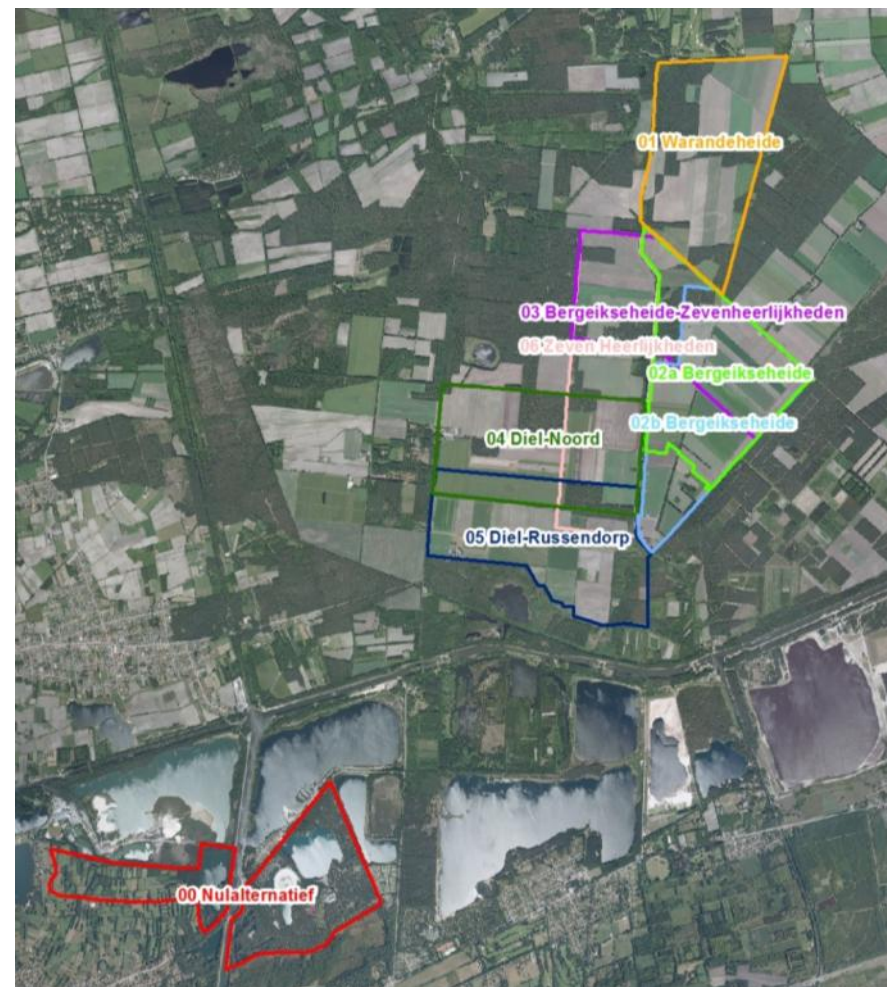 01 Warandeheide
03 Bergeikseheide-Zevenheerlijkheden
06 Zeven Heerlijkheden
02a Bergeikseheide
02b Bergeikseheide
04 Diel-Noord
05 Diel-Russendorp
00 Nulalternatief